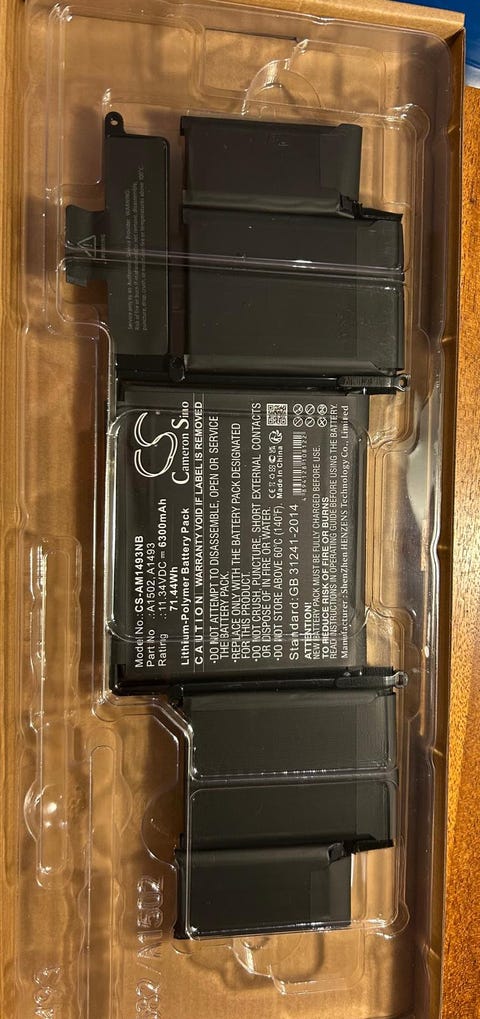 CS
Cameron Sino
Model No.:CS-AM1493NB
Part No .:A1502, A1493
Rating .:11.34VDC ⎓ 6300mAh
71.44Wh
Lithium-Polymer Battery Pack
CAUTION WARRANTY VOID IF LABEL IS REMOVED
•DO NOT ATTEMPT TO DISASSEMBLE, OPEN OR SERVICE
THE BATTERY PACK.
•REPLACE ONLY WITH THE BATTERY PACK DESIGNATED
FOR THIS PRODUCT.
•DO NOT CRUSH, PUNCTURE, SHORT EXTERNAL CONTACTS
OR DISPOSE OF IN FIRE OR WATER.
•DO NOT STORE ABOVE 60°C (140°F).
Made in China
Standard:GB 31241-2014
ATTENTION!
NEW BATTERY PACK MUST BE FULLY CHARGED BEFORE USE.
TO REDUCE RISK OF FIRE OR BURNS
READ INSTRUCTIONS IN OPERATING GUIDE BEFORE USING THE BATTERY
Manufacturer : ShenZhen HENZENS Technology Co.,Ltd
A1502